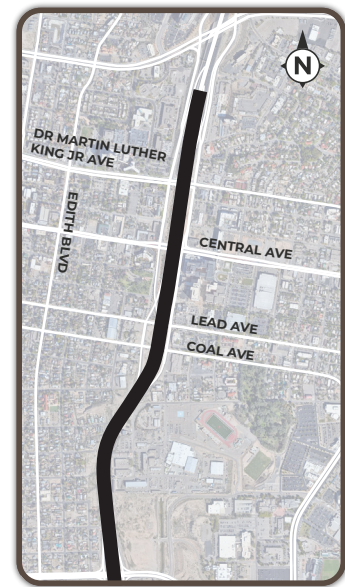 N
DR MARTIN LUTHER
KING JR AVE
EDITH BLVD
CENTRAL AVE
LEAD AVE
COAL AVE